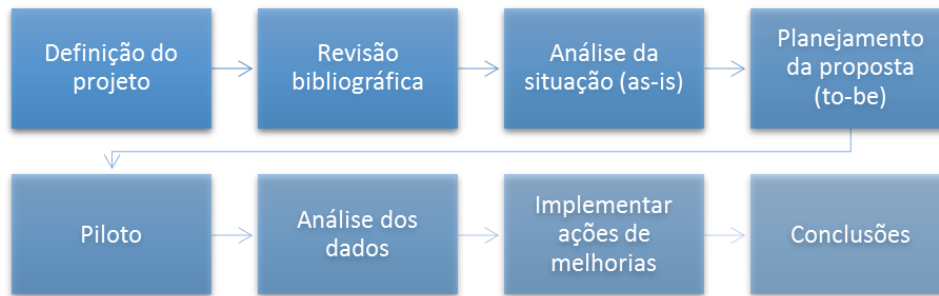 Definição do
projeto
Revisão
bibliográfica
Análise da
situação (as-is)
Planejamento
da proposta
(to-be)
Piloto
Análise dos
dados
Implementar
ações de
melhorias
Conclusões